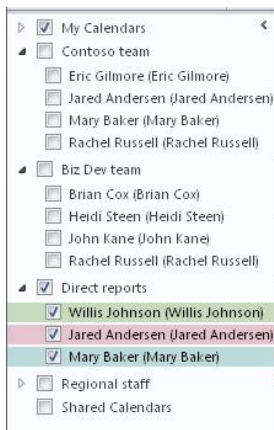 My Calendars
Contoso team
Eric Gilmore (Eric Gilmore)
Jared Andersen (Jared Andersen)
Mary Baker (Mary Baker)
Rachel Russell (Rachel Russell)
Biz Dev team
Brian Cox (Brian Cox)
Heidi Steen (Heidi Steen)
John Kane (John Kane)
Rachel Russell (Rachel Russell)
Direct reports
Willis Johnson (Willis Johnson)
Jared Andersen (Jared Andersen)
Mary Baker (Mary Baker)
Regional staff
Shared Calendars